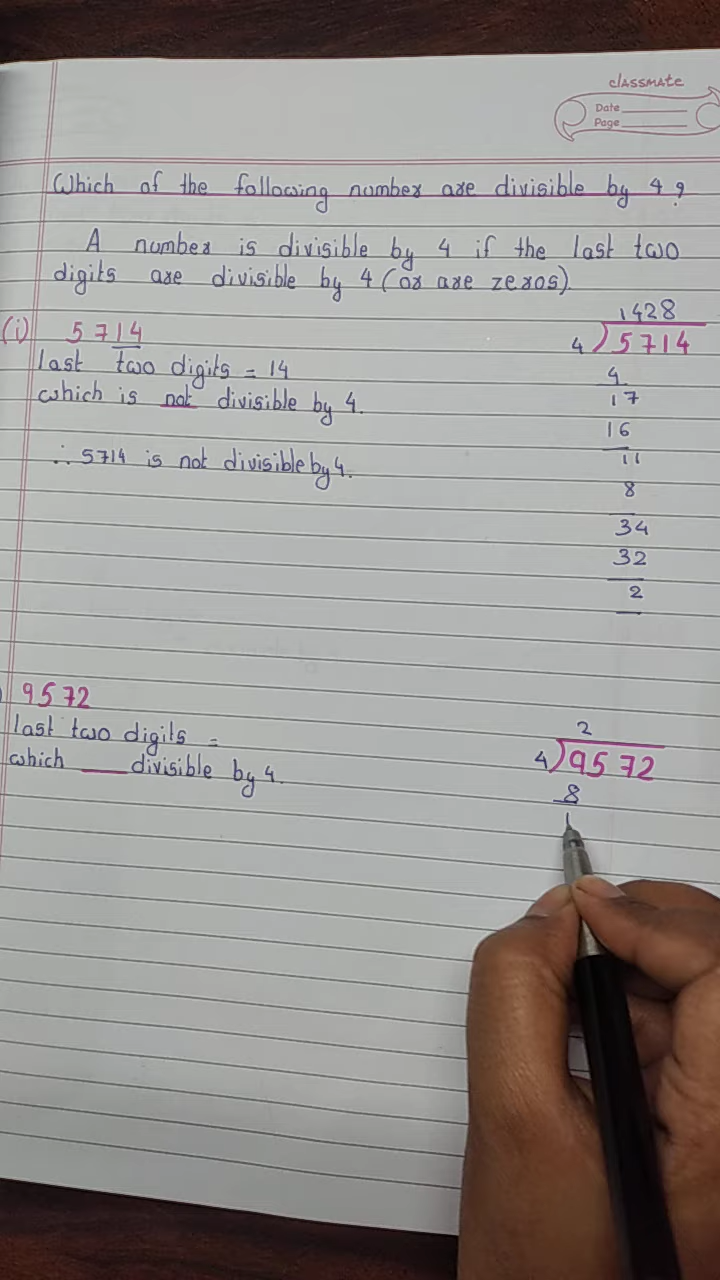 classmate
Date
Page
Which of the following number are divisible by 4?
A number is divisible by 4 if the last two
digits are divisible by 4 (or are zeros).
(i) 5714
last two digits = 14
which is not divisible by 4.
∴ 5714 is not divisible by 4.
1428
4)5714
4
17
16
11
8
34
32
2
) 9572
last two digits =
which ___ divisible by 4.
2
4)9572
8
1